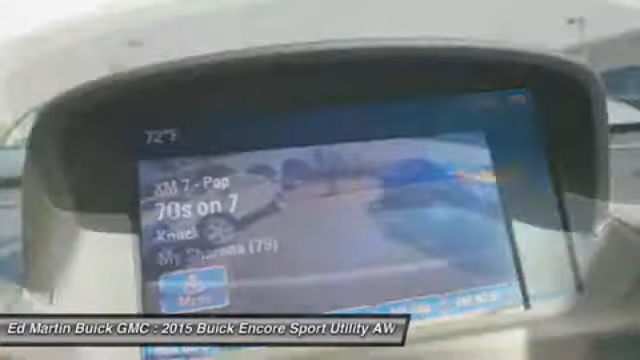 72°F
XM 7 - Pop
70s on 7
Knack
My Sharona (79)
Menu
Ed Martin Buick GMC : 2015 Buick Encore Sport Utility AW